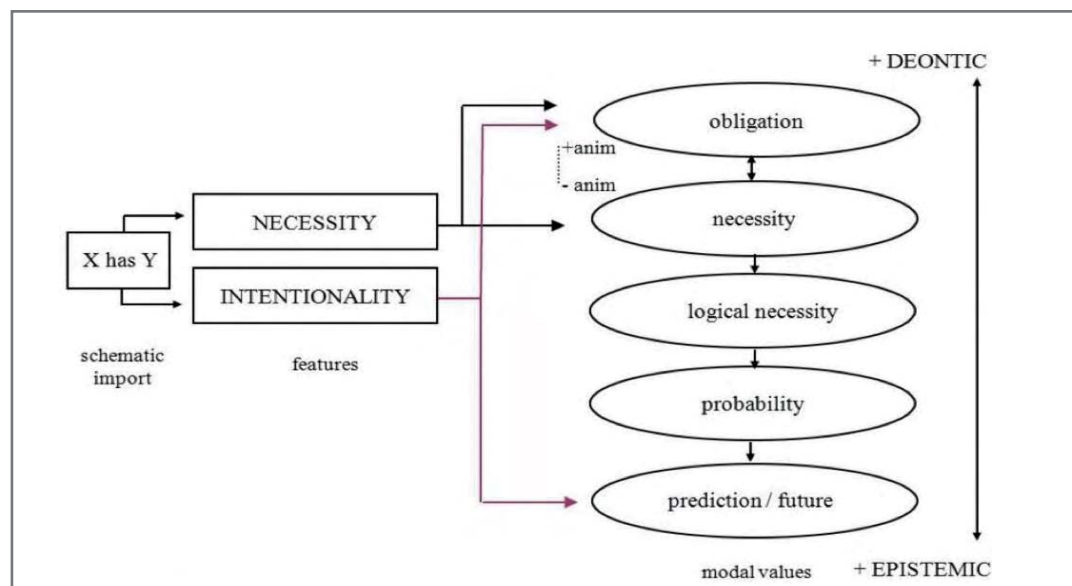 + DEONTIC
obligation
+anim
- anim
NECESSITY
necessity
X has Y
INTENTIONALITY
logical necessity
schematic
import
features
probability
prediction / future
modal values
+ EPISTEMIC